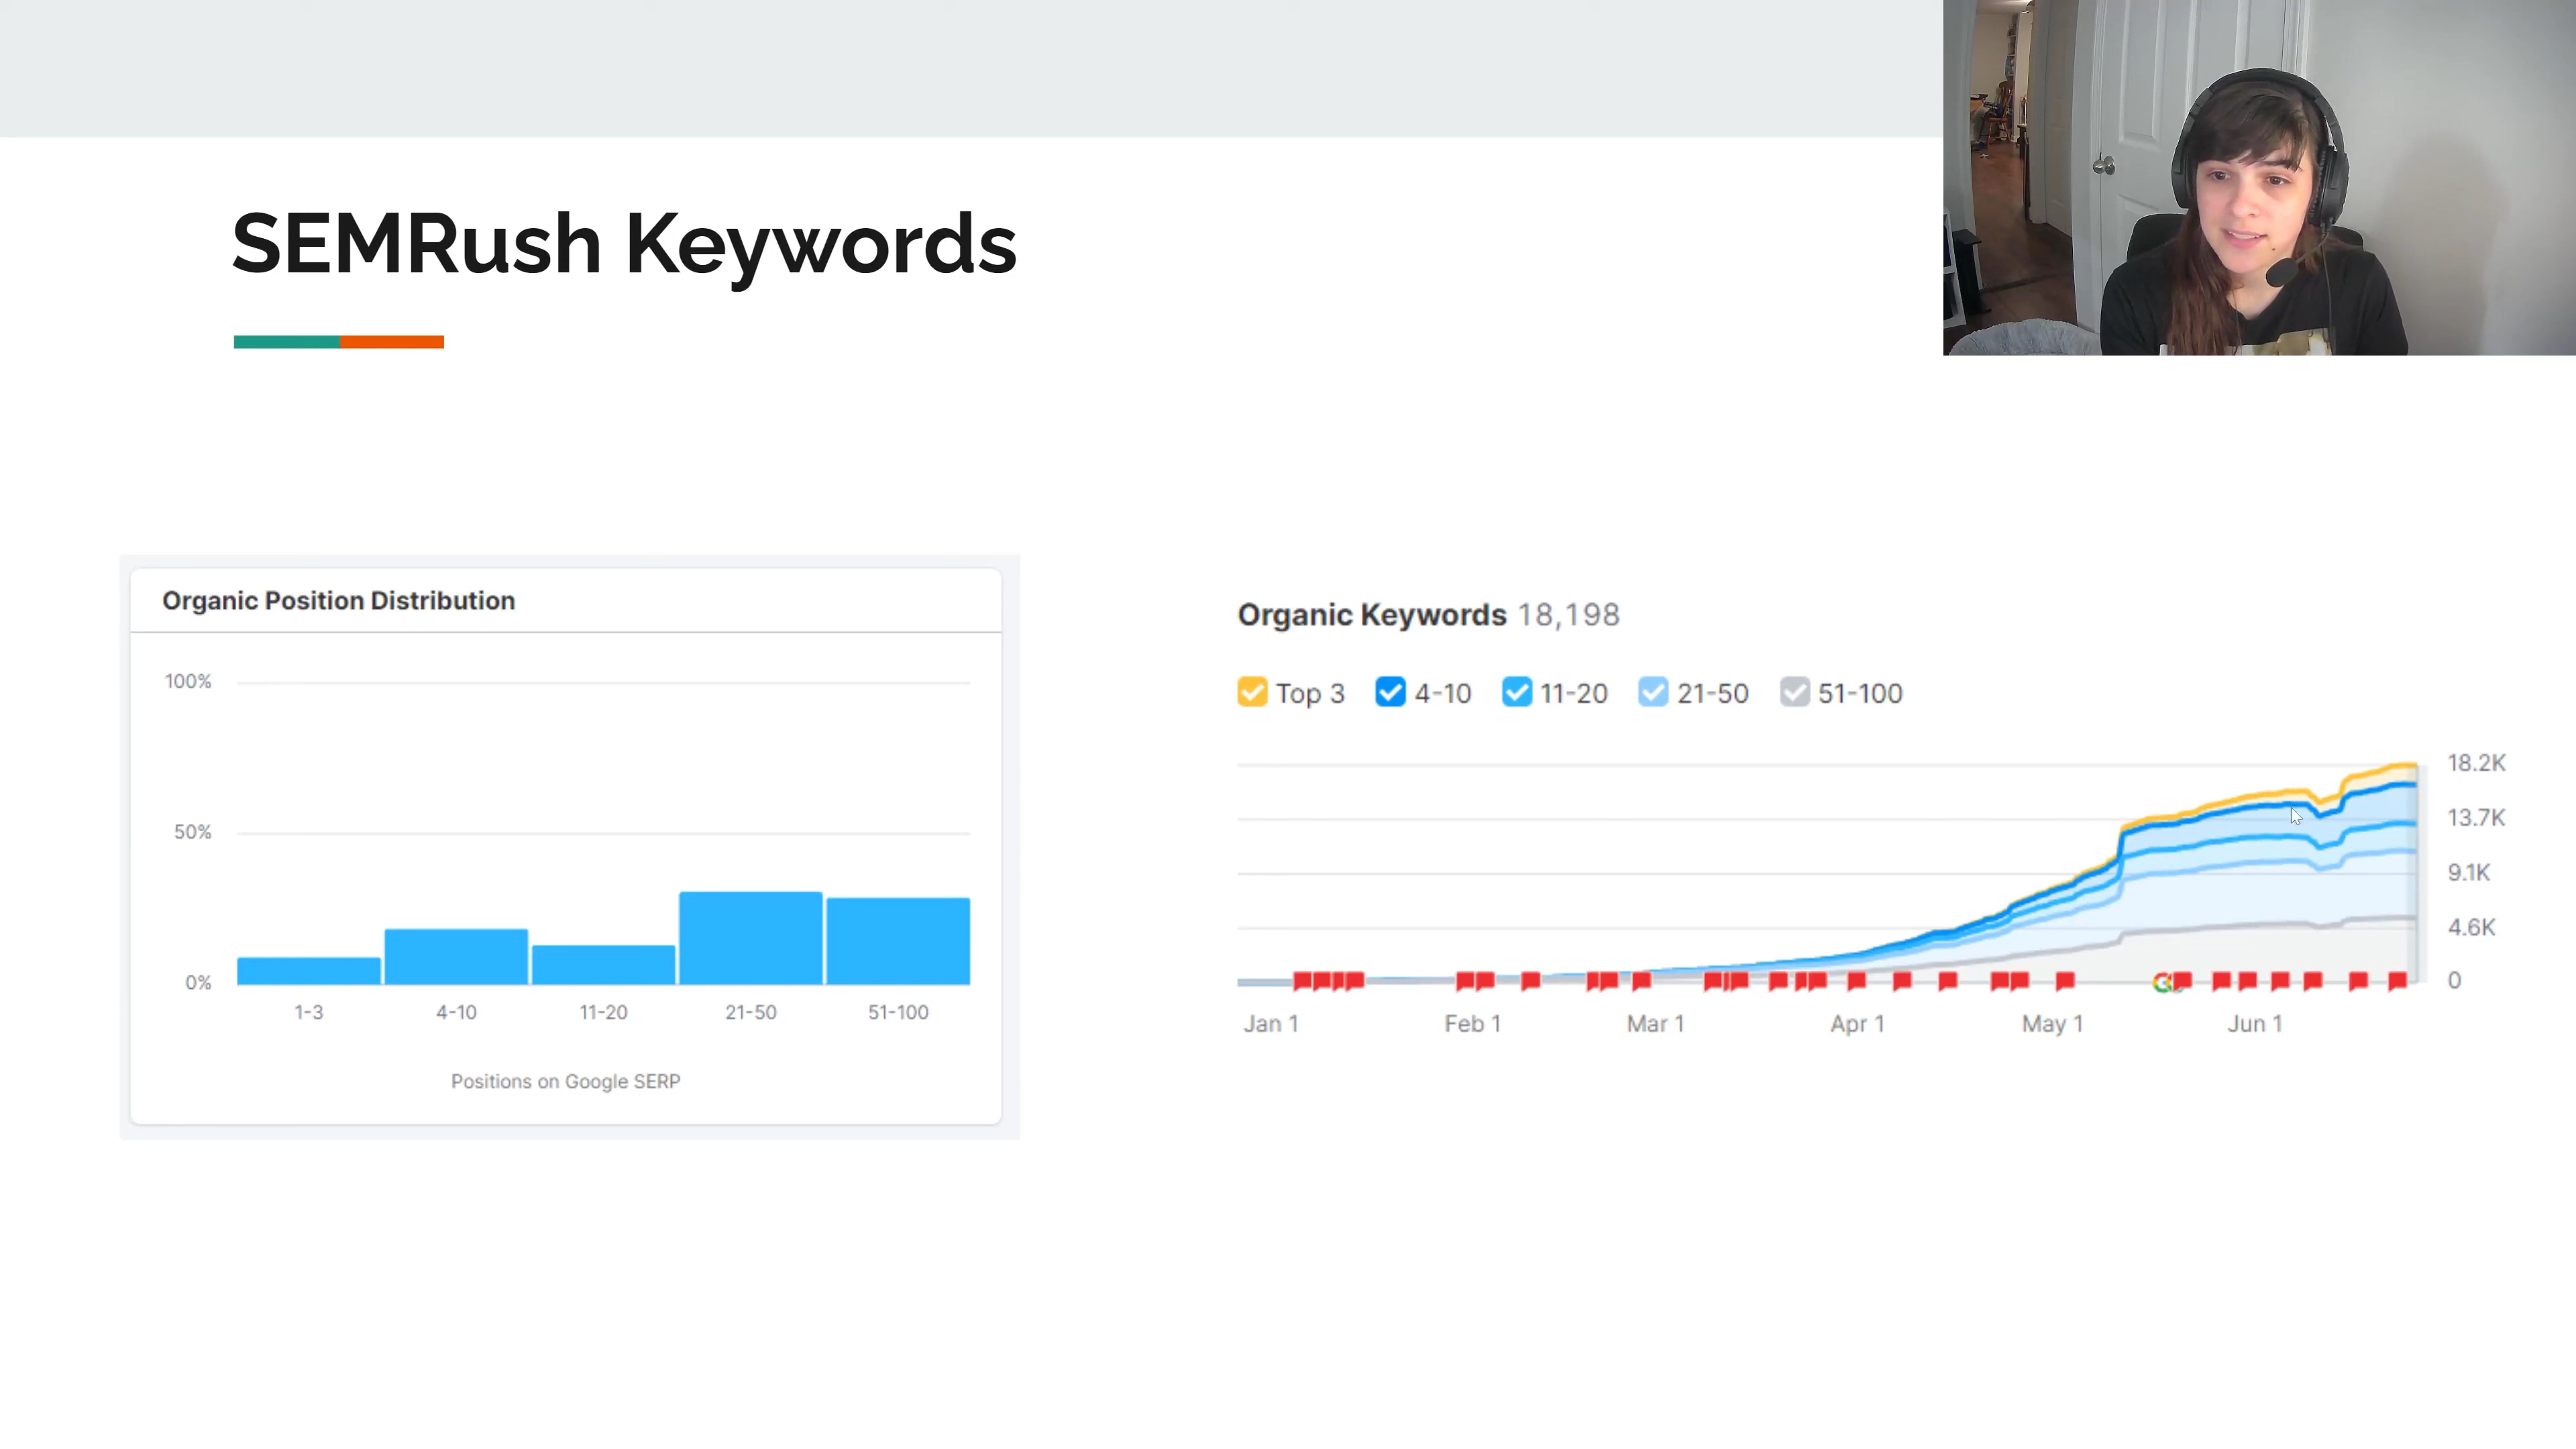 SEMRush Keywords
Organic Position Distribution
100%
50%
0%
1-3 4-10 11-20 21-50 51-100
Positions on Google SERP
Organic Keywords 18,198
Top 3 4-10 11-20 21-50 51-100
18.2K
13.7K
9.1K
4.6K
0
Jan 1 Feb 1 Mar 1 Apr 1 May 1 Jun 1